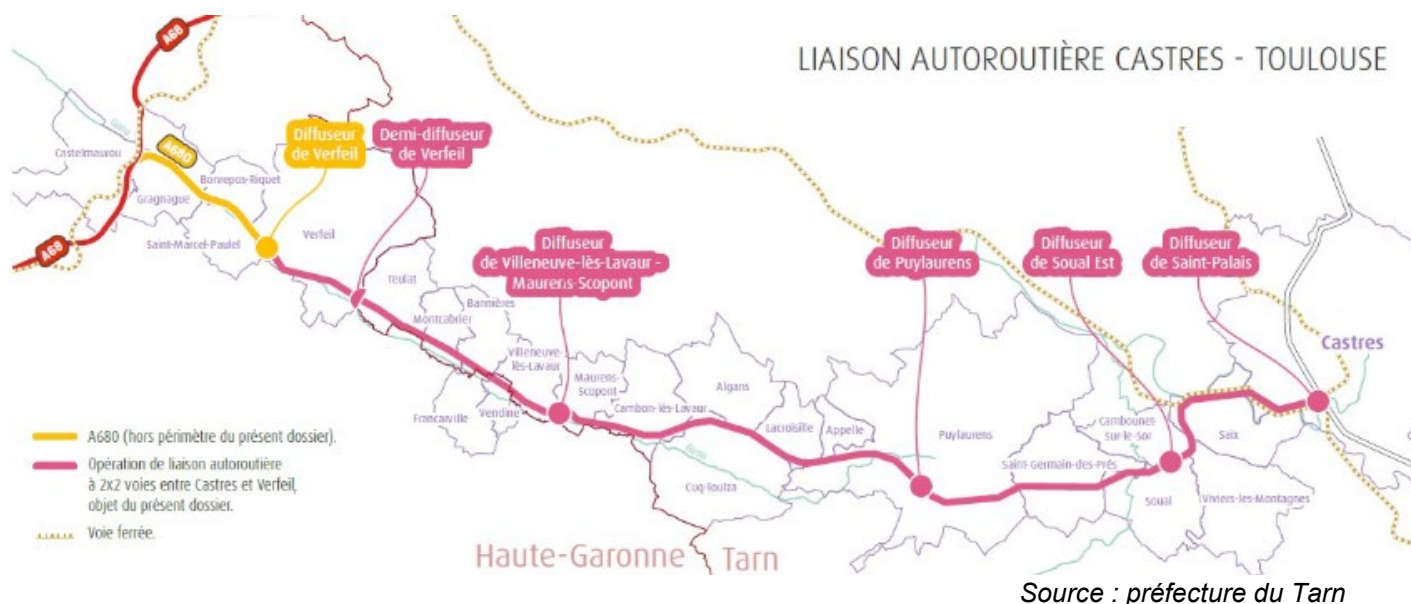 LIAISON AUTOROUTIÈRE CASTRES - TOULOUSE
A68
A680
A68
Diffuseur
de Verfeil
Demi-diffuseur
de Verfeil
Diffuseur
de Villeneuve-lès-Lavaur -
Maurens-Scopont
Diffuseur
de Puylaurens
Diffuseur
de Soual Est
Diffuseur
de Saint-Palais
Castelmaurou
Bonrepos-Riquet
Gragnague
Saint-Marcel-Paulel
Verfeil
Teulat
Bannières
Montcabrier
Villeneuve-
lès-Lavaur
Maurens-
Scopont
Francarville
Vendine
Cambon-lès-Lavaur
Algans
Lacroisille
Appelle
Cuq-Toulza
Puylaurens
Saint-Germain-des-Prés
Cambounet-
sur-le-Sor
Soual
Saïx
Viviers-les-Montagnes
Castres
A680 (hors périmètre du présent dossier).
Opération de liaison autoroutière
à 2x2 voies entre Castres et Verfeil,
objet du présent dossier.
Voie ferrée.
Haute-Garonne
Tarn
Source : préfecture du Tarn